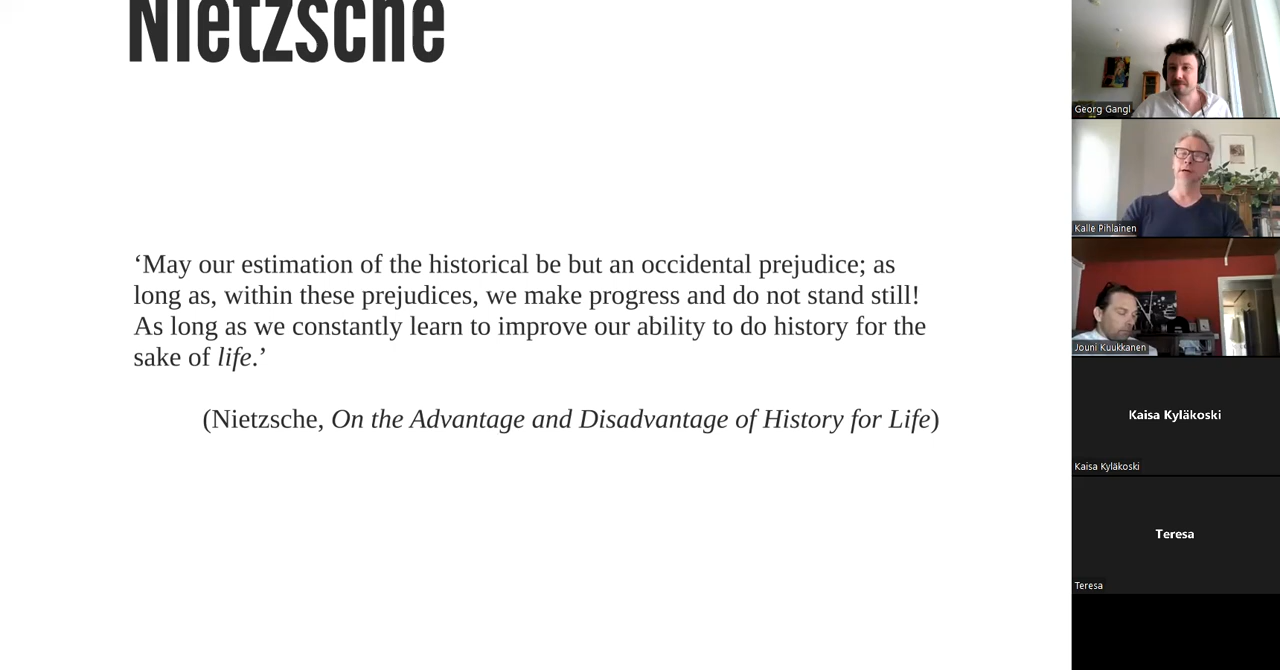 Nietzsche
‘May our estimation of the historical be but an occidental prejudice; as
long as, within these prejudices, we make progress and do not stand still!
As long as we constantly learn to improve our ability to do history for the
sake of life.’
(Nietzsche, On the Advantage and Disadvantage of History for Life)
Georg Gangl
Kalle Pihlainen
Jouni Kuukkanen
Kaisa Kyläkoski
Kaisa Kyläkoski
Teresa
Teresa